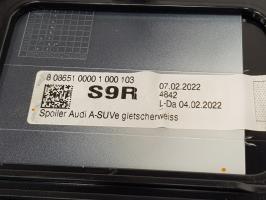 8 08651 0000 1 000 103
S9R
07.02.2022
4842
L-Da 04.02.2022
Spoiler Audi A-SUVe gletscherweiss